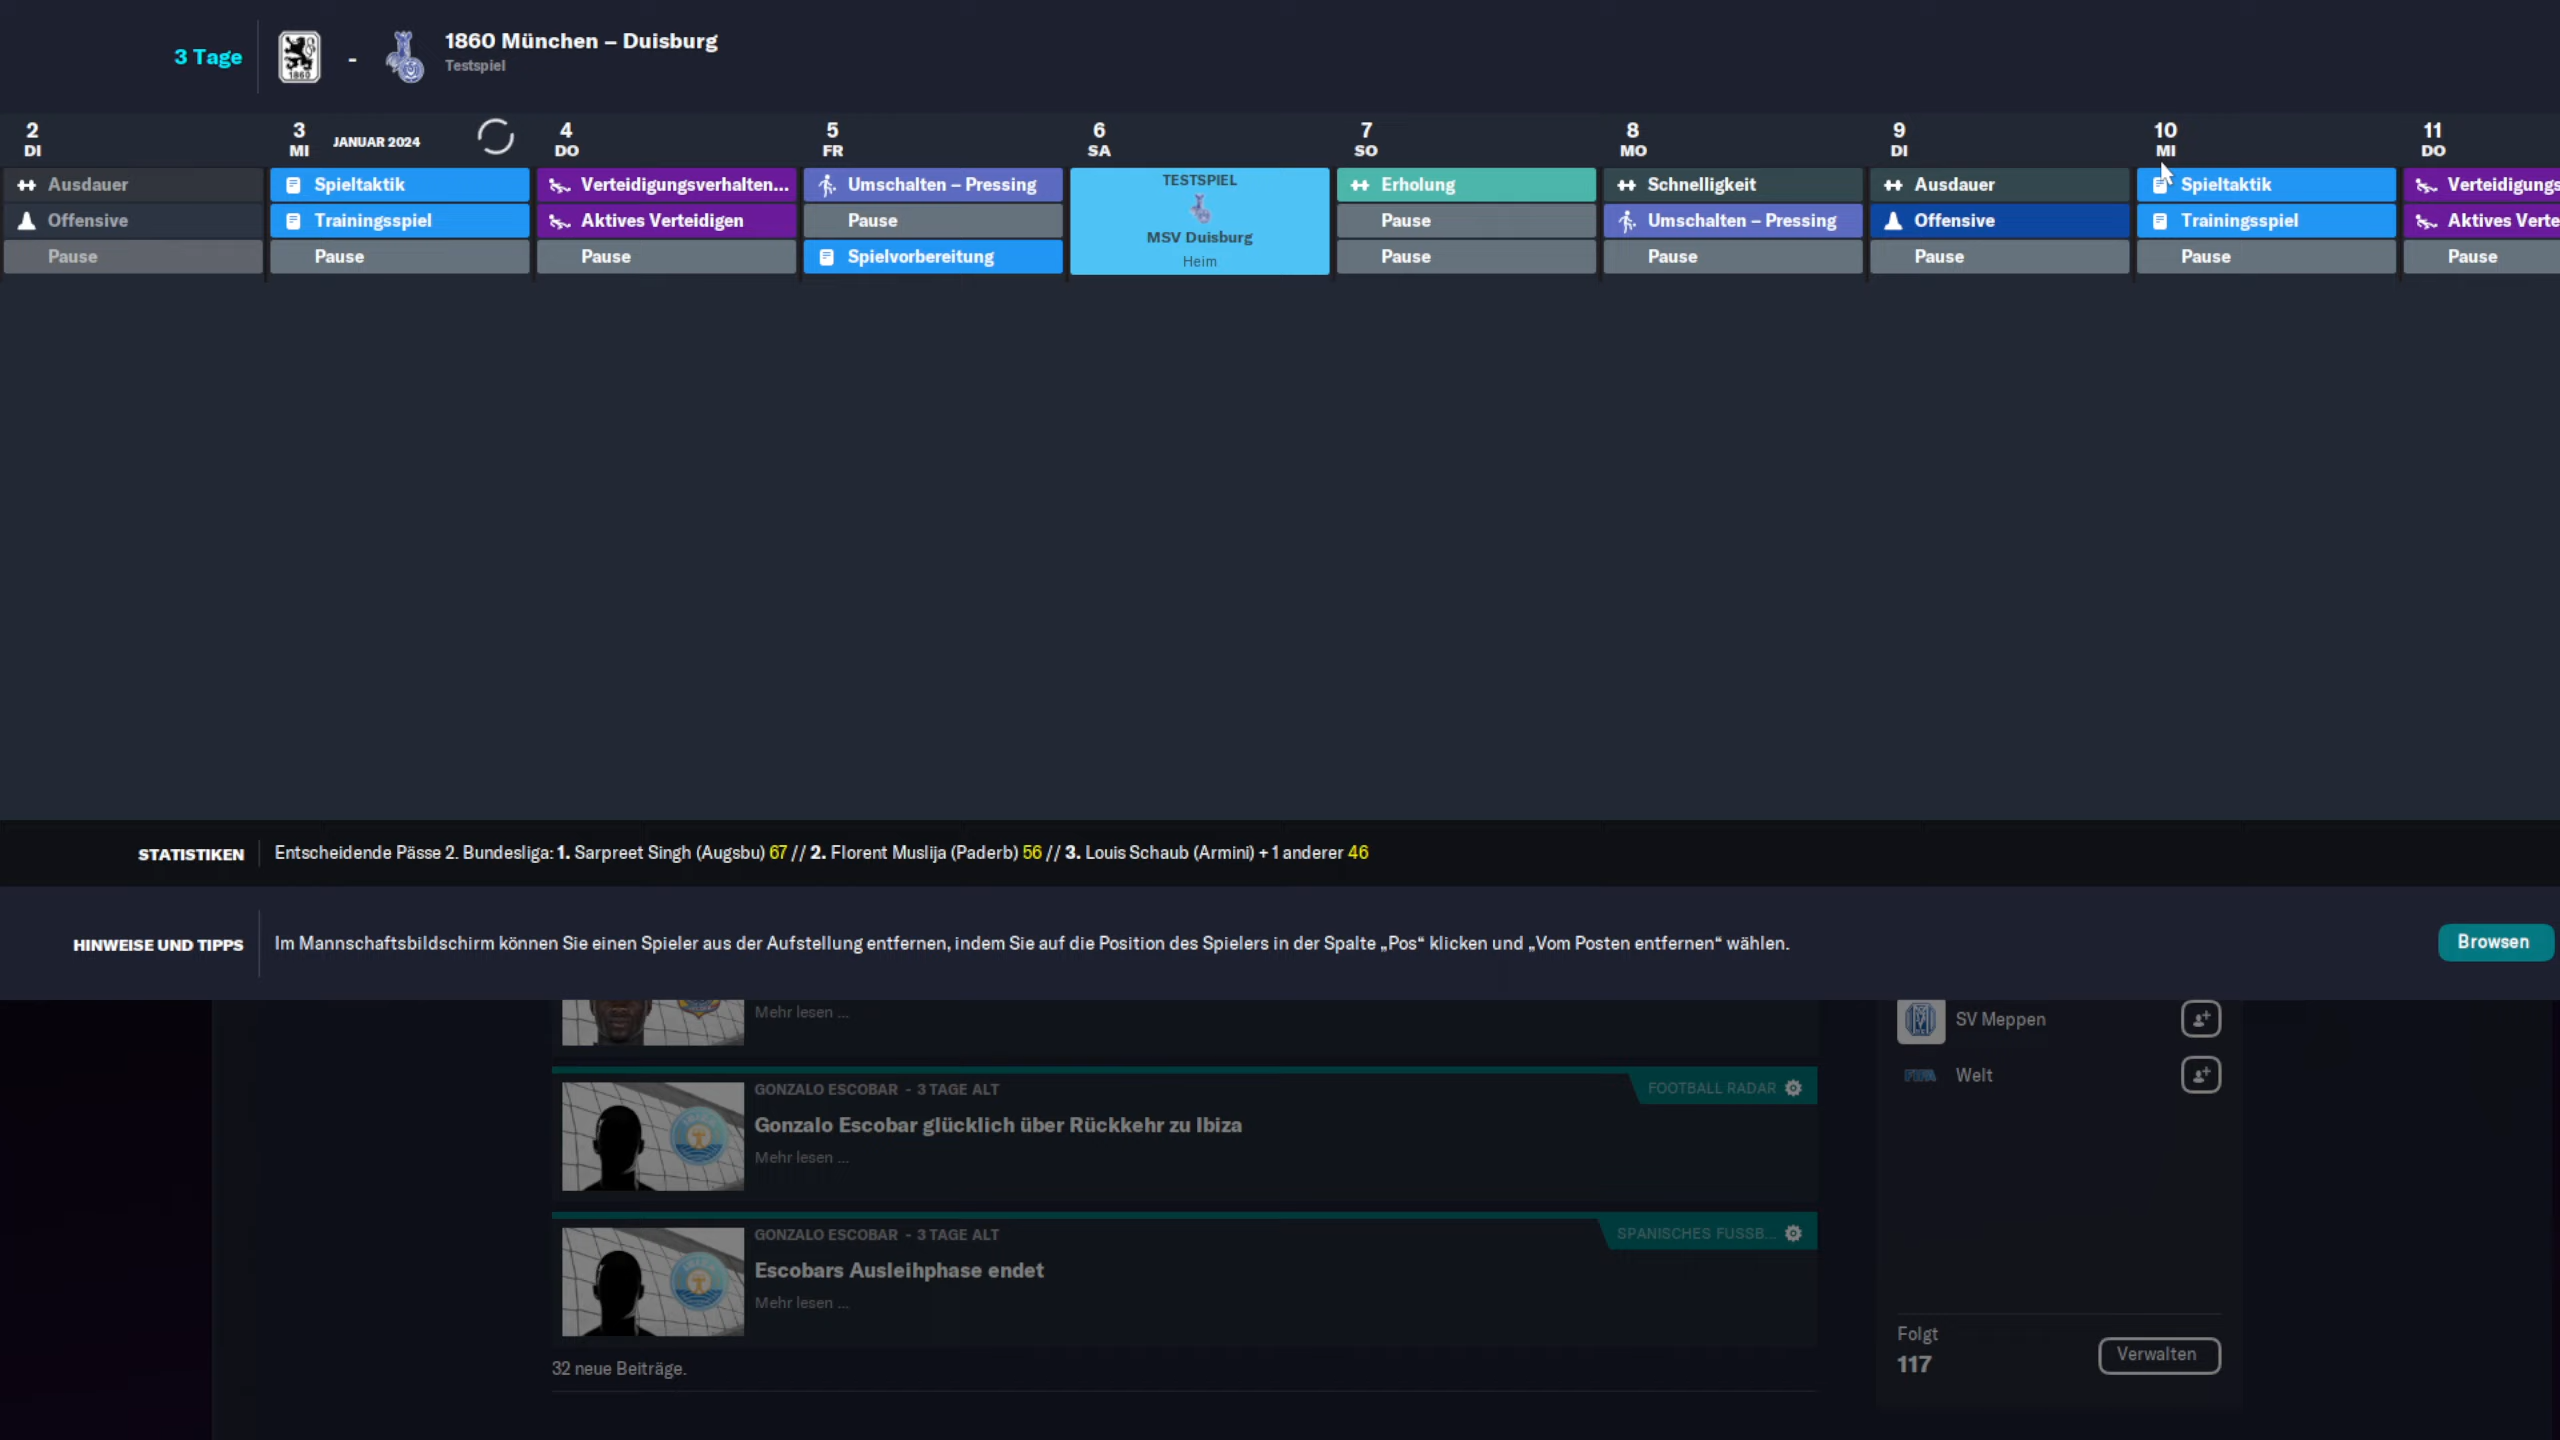 3 Tage
1860
-
1860 München – Duisburg
Testspiel
2
DI
3
MI
JANUAR 2024
4
DO
5
FR
6
SA
7
SO
8
MO
9
DI
10
MI
11
DO
Ausdauer
Spieltaktik
Verteidigungsverhalten...
Umschalten – Pressing
TESTSPIEL
Erholung
Schnelligkeit
Ausdauer
Spieltaktik
Verteidigungs
Offensive
Trainingsspiel
Aktives Verteidigen
Pause
MSV Duisburg
Pause
Umschalten – Pressing
Offensive
Trainingsspiel
Aktives Verte
Pause
Pause
Pause
Spielvorbereitung
Heim
Pause
Pause
Pause
Pause
Pause
STATISTIKEN
Entscheidende Pässe 2. Bundesliga: 1. Sarpreet Singh (Augsbu) 67 // 2. Florent Muslija (Paderb) 56 // 3. Louis Schaub (Armini) + 1 anderer 46
HINWEISE UND TIPPS
Im Mannschaftsbildschirm können Sie einen Spieler aus der Aufstellung entfernen, indem Sie auf die Position des Spielers in der Spalte „Pos“ klicken und „Vom Posten entfernen“ wählen.
Browsen
Mehr lesen ...
SV Meppen
FIFA
Welt
GONZALO ESCOBAR - 3 TAGE ALT
FOOTBALL RADAR
Gonzalo Escobar glücklich über Rückkehr zu Ibiza
Mehr lesen ...
GONZALO ESCOBAR - 3 TAGE ALT
SPANISCHES FUSSB...
Escobars Ausleihphase endet
Mehr lesen ...
32 neue Beiträge.
Folgt
117
Verwalten